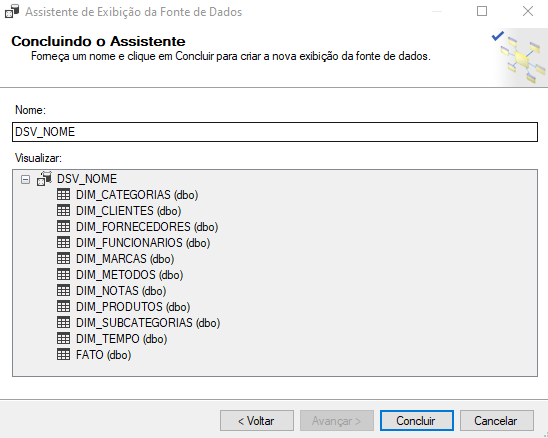 Assistente de Exibição da Fonte de Dados
Concluindo o Assistente
Forneça um nome e clique em Concluir para criar a nova exibição da fonte de dados.
Nome:
DSV_NOME
Visualizar:
DSV_NOME
DIM_CATEGORIAS (dbo)
DIM_CLIENTES (dbo)
DIM_FORNECEDORES (dbo)
DIM_FUNCIONARIOS (dbo)
DIM_MARCAS (dbo)
DIM_METODOS (dbo)
DIM_NOTAS (dbo)
DIM_PRODUTOS (dbo)
DIM_SUBCATEGORIAS (dbo)
DIM_TEMPO (dbo)
FATO (dbo)
< Voltar Avançar > Concluir Cancelar